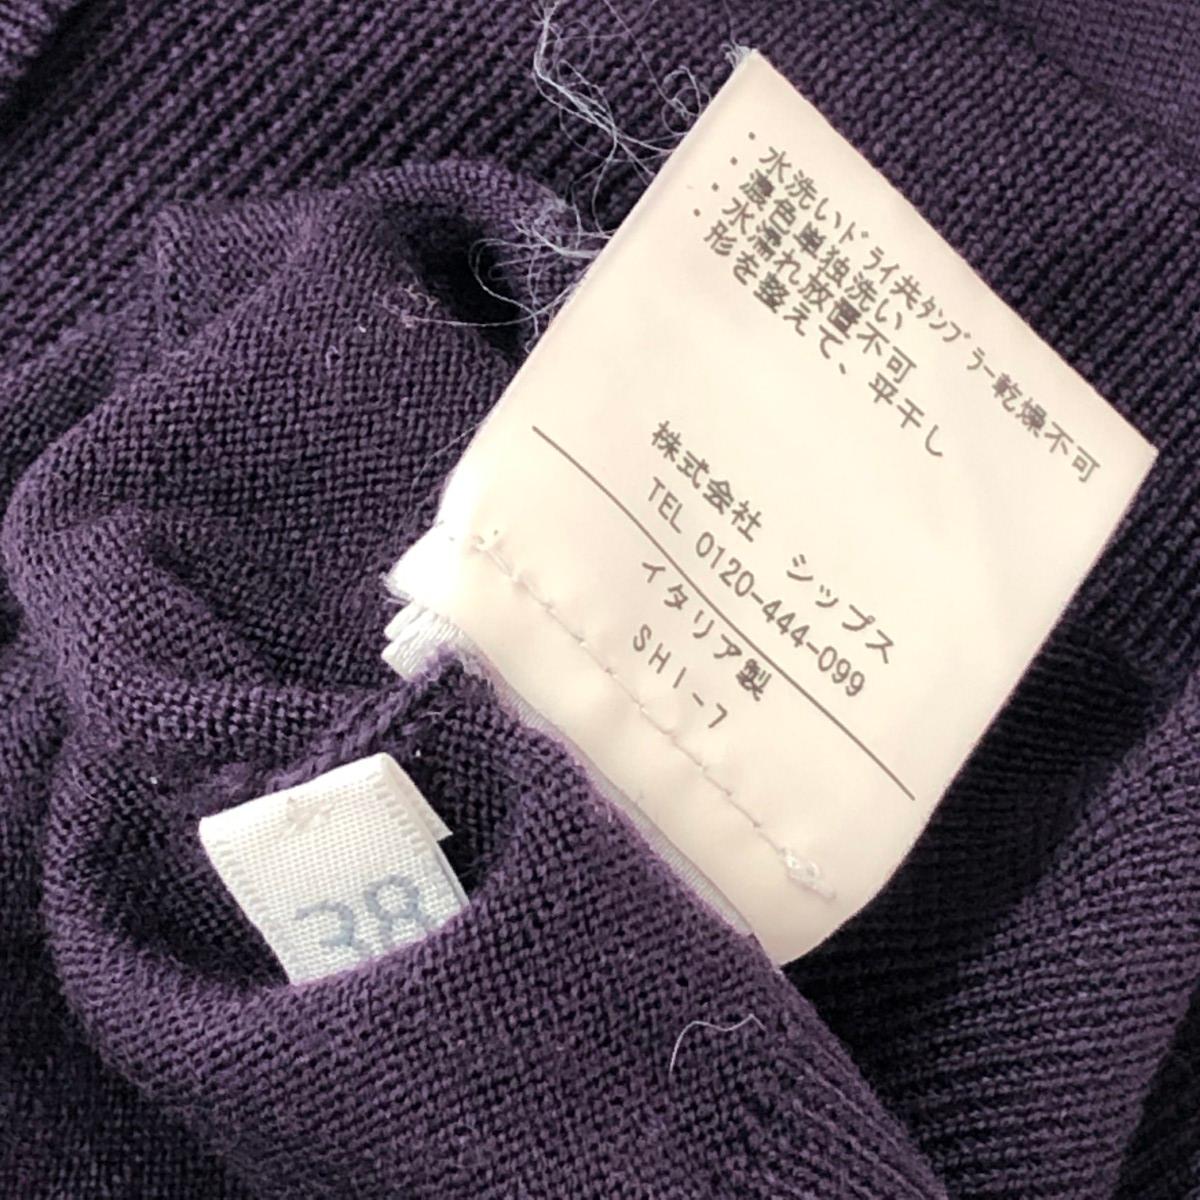 ・水洗いドライ共タンブラー乾燥不可
・濃色単独洗い
・水濡れ放置不可
・形を整えて、平干し
株式会社 シップス
TEL 0120-444-099
イタリア製
SHI-7
38